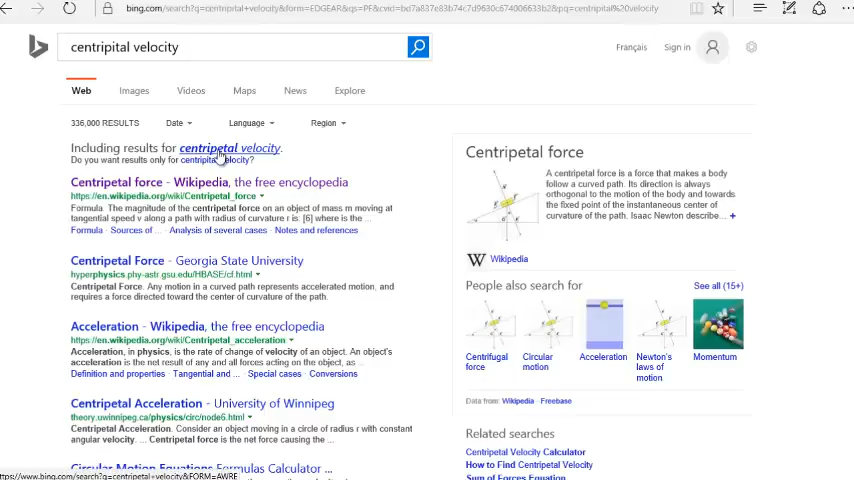 bing.com/search?q=centripital+velocity&form=EDGEAR&qs=PF&cvid=bd7a837e83b74c7d9630c674006633b2&pq=centripital%20velocity
centripital velocity
Français
Sign in
Web Images Videos Maps News Explore
336,000 RESULTS Date Language Region
Including results for centripetal velocity.
Do you want results only for centripital velocity?
Centripetal force - Wikipedia, the free encyclopedia
https://en.wikipedia.org/wiki/Centripetal_force
Formula. The magnitude of the centripetal force on an object of mass m moving at
tangential speed v along a path with radius of curvature r is: [6] where is the ...
Formula · Sources of ... · Analysis of several cases · Notes and references
Centripetal Force - Georgia State University
hyperphysics.phy-astr.gsu.edu/HBASE/cf.html
Centripetal Force. Any motion in a curved path represents accelerated motion, and
requires a force directed toward the center of curvature of the path.
Acceleration - Wikipedia, the free encyclopedia
https://en.wikipedia.org/wiki/Centripetal_acceleration
Acceleration, in physics, is the rate of change of velocity of an object. An object's
acceleration is the net result of any and all forces acting on the object, as ...
Definition and properties · Tangential and ... · Special cases · Conversions
Centripetal Acceleration - University of Winnipeg
theory.uwinnipeg.ca/physics/circ/node6.html
Centripetal Acceleration. Consider an object moving in a circle of radius r with constant
angular velocity. ... Centripetal force is the net force causing the ...
Circular Motion Equations Formulas Calculator ...
ttps://www.bing.com/search?q=centripetal+velocity&FORM=AWRE
Centripetal force
A centripetal force is a force that makes a body
follow a curved path. Its direction is always
orthogonal to the motion of the body and towards
the fixed point of the instantaneous center of
curvature of the path. Isaac Newton describe... +
W Wikipedia
People also search for
See all (15+)
Centrifugal force
Circular motion
Acceleration
Newton's laws of motion
Momentum
Data from: Wikipedia · Freebase
Related searches
Centripetal Velocity Calculator
How to Find Centripetal Velocity
Sum of Forces Equation